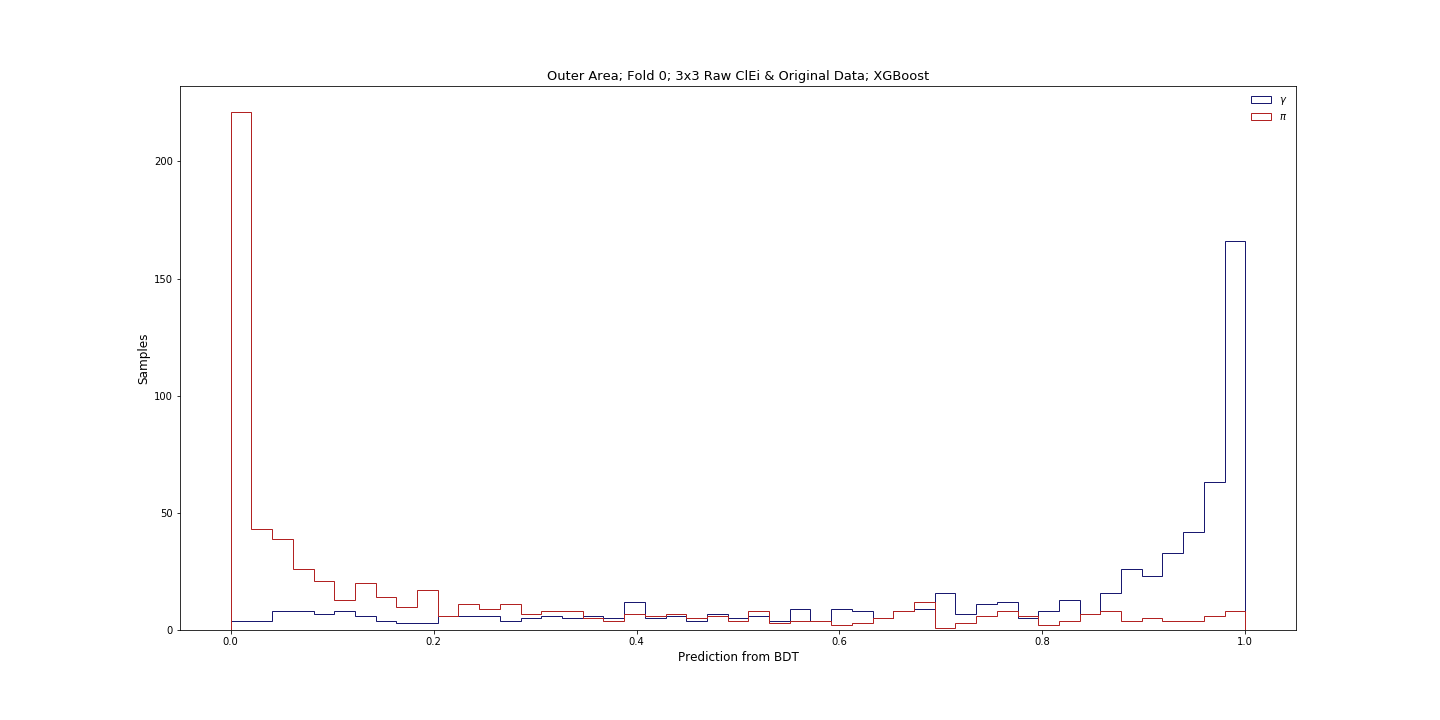 Outer Area; Fold 0; 3x3 Raw ClEi & Original Data; XGBoost
γ
π
200
150
100
50
0
Samples
0.0 0.2 0.4 0.6 0.8 1.0
Prediction from BDT